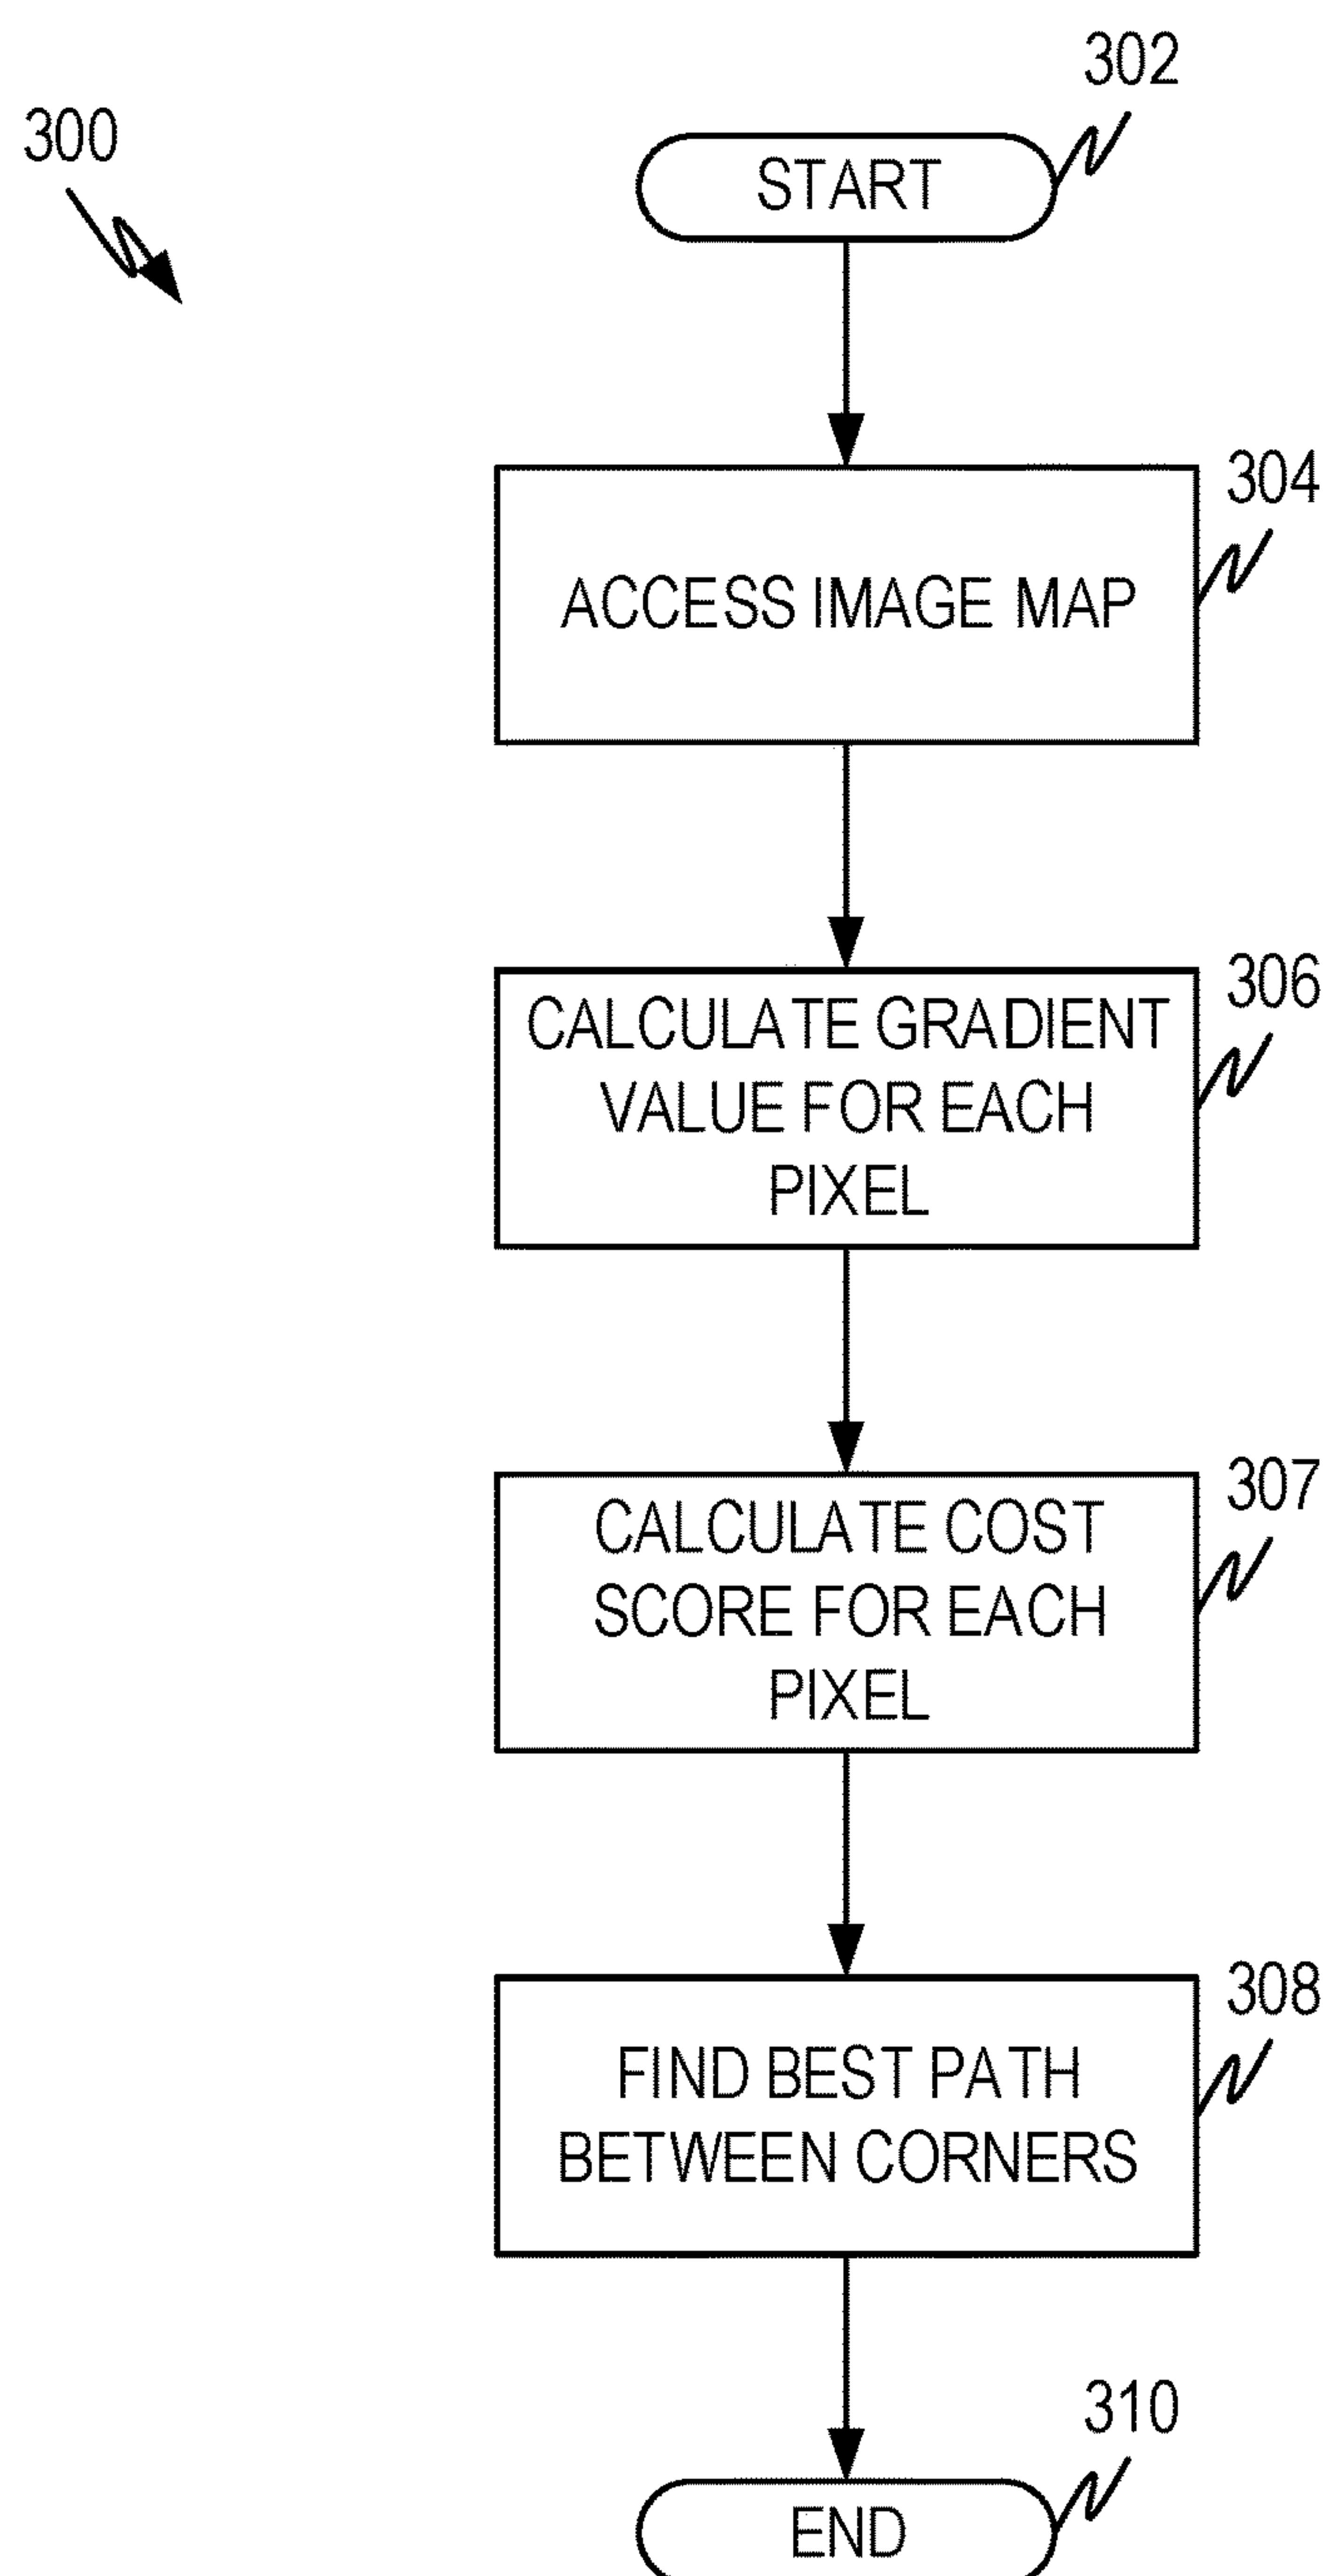 302
300
START
304
ACCESS IMAGE MAP
306
CALCULATE GRADIENT
VALUE FOR EACH
PIXEL
307
CALCULATE COST
SCORE FOR EACH
PIXEL
308
FIND BEST PATH
BETWEEN CORNERS
310
END